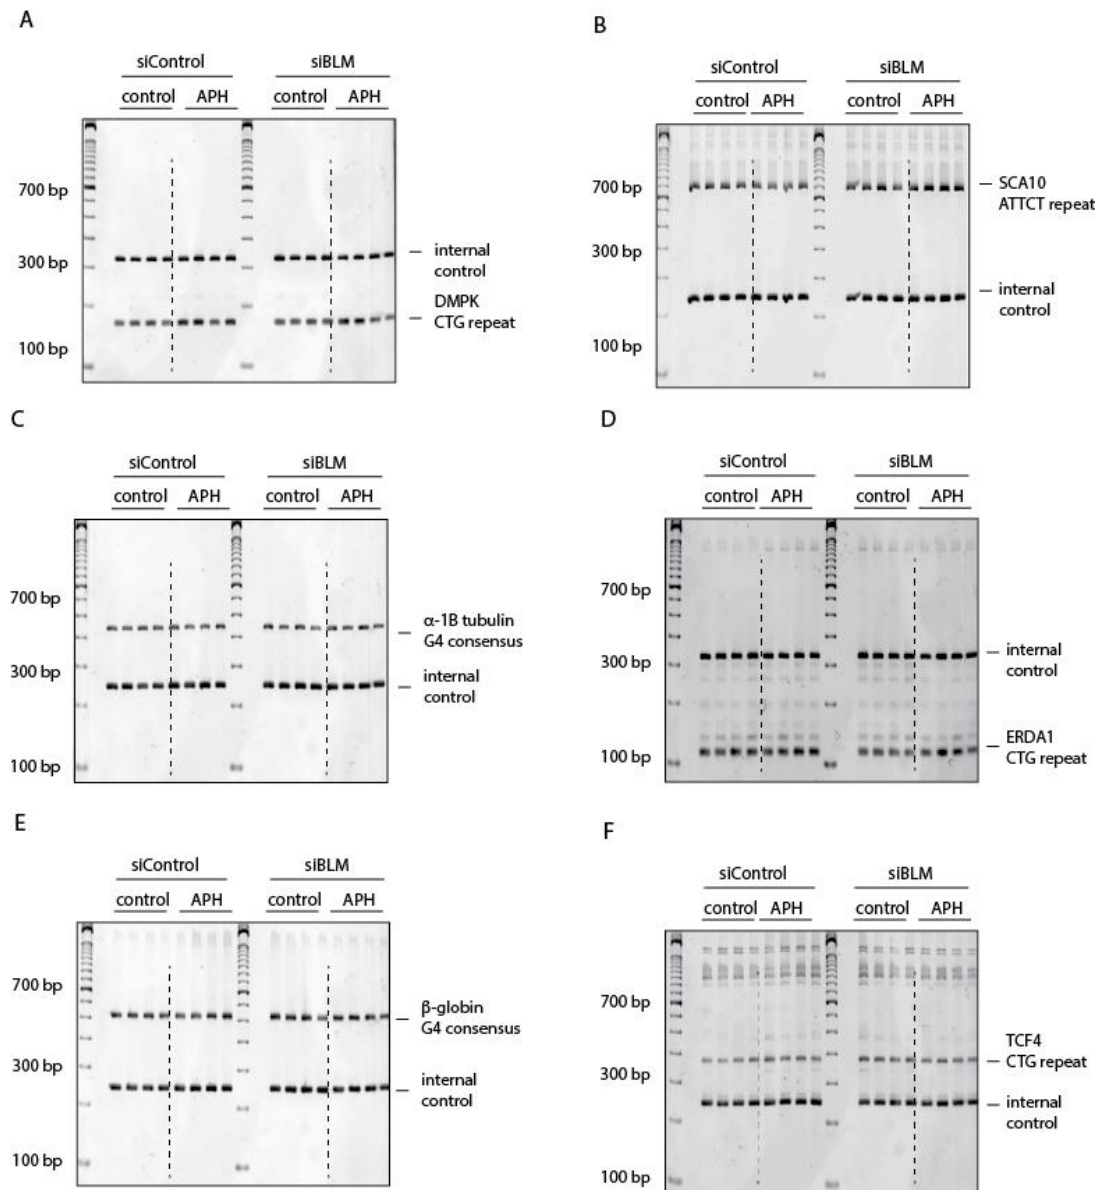 A
siControl
siBLM
control
APH
control
APH
700 bp
300 bp
100 bp
internal
control
DMPK
CTG repeat
B
siControl
siBLM
control
APH
control
APH
700 bp
300 bp
100 bp
SCA10
ATTCT repeat
internal
control
C
siControl
siBLM
control
APH
control
APH
700 bp
300 bp
100 bp
α-1B tubulin
G4 consensus
internal
control
D
siControl
siBLM
control
APH
control
APH
700 bp
300 bp
100 bp
internal
control
ERDA1
CTG repeat
E
siControl
siBLM
control
APH
control
APH
700 bp
300 bp
100 bp
β-globin
G4 consensus
internal
control
F
siControl
siBLM
control
APH
control
APH
700 bp
300 bp
100 bp
TCF4
CTG repeat
internal
control